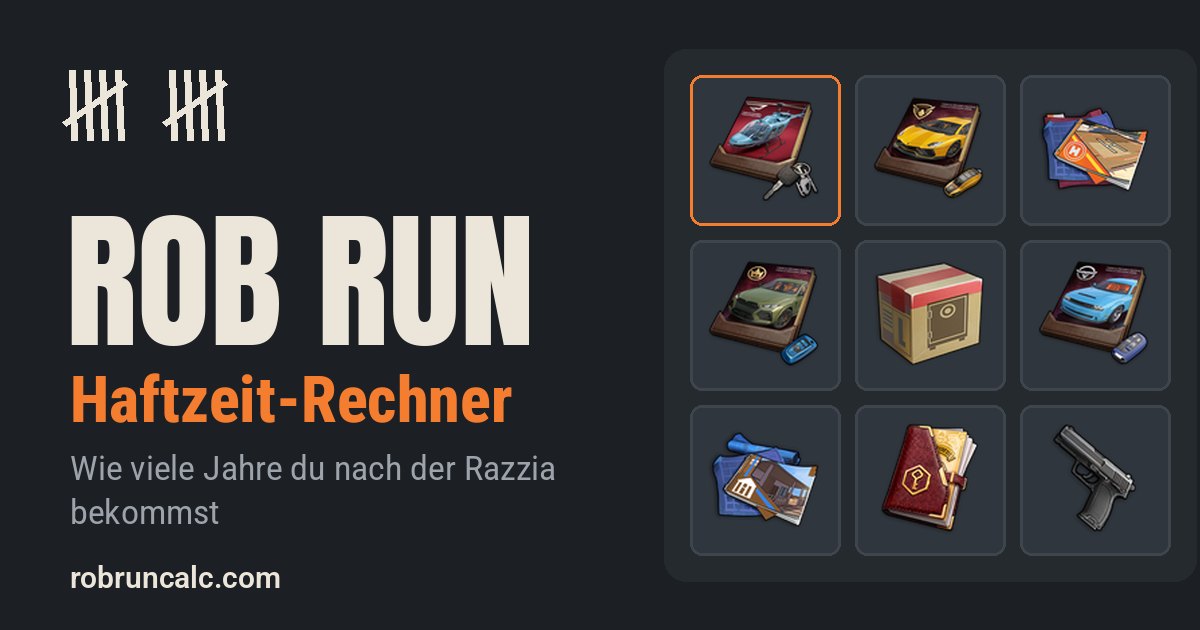 ROB RUN
Haftzeit-Rechner
Wie viele Jahre du nach der Razzia
bekommst
robruncalc.com